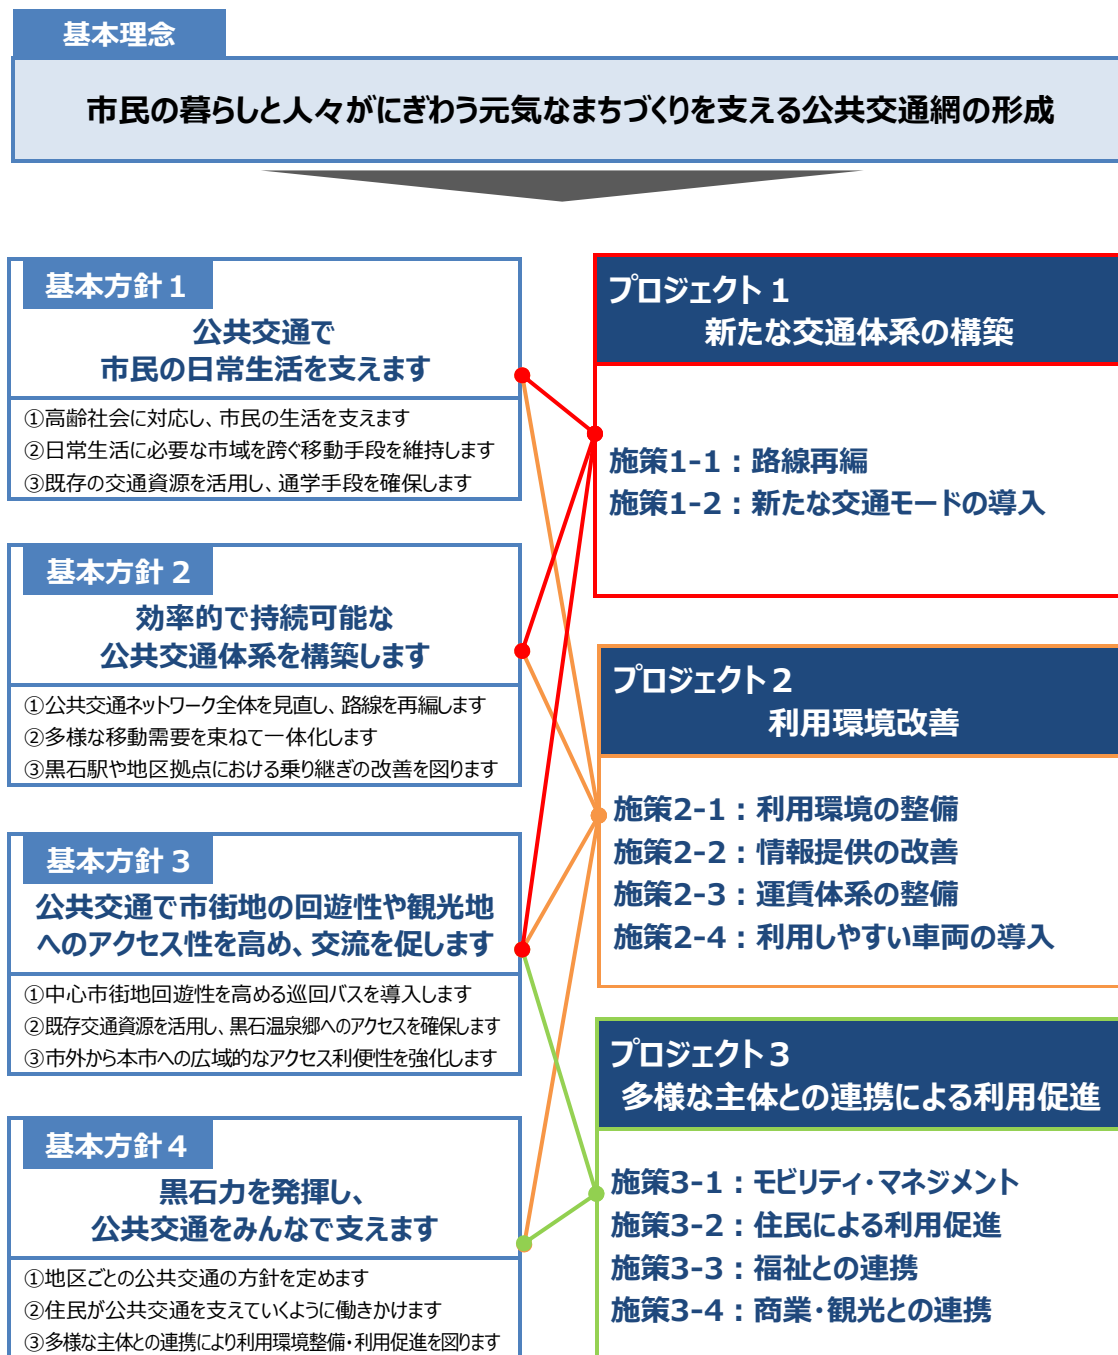 基本理念
市民の暮らしと人々がにぎわう元気なまちづくりを支える公共交通網の形成
基本方針1
公共交通で
市民の日常生活を支えます
①高齢社会に対応し、市民の生活を支えます
②日常生活に必要な市域を跨ぐ移動手段を維持します
③既存の交通資源を活用し、通学手段を確保します
基本方針2
効率的で持続可能な
公共交通体系を構築します
①公共交通ネットワーク全体を見直し、路線を再編します
②多様な移動需要を束ねて一体化します
③黒石駅や地区拠点における乗り継ぎの改善を図ります
基本方針3
公共交通で市街地の回遊性や観光地
へのアクセス性を高め、交流を促します
①中心市街地回遊性を高める巡回バスを導入します
②既存交通資源を活用し、黒石温泉郷へのアクセスを確保します
③市外から本市への広域的なアクセス利便性を強化します
基本方針4
黒石力を発揮し、
公共交通をみんなで支えます
①地区ごとの公共交通の方針を定めます
②住民が公共交通を支えていくように働きかけます
③多様な主体との連携により利用環境整備・利用促進を図ります
プロジェクト1
新たな交通体系の構築
施策1-1：路線再編
施策1-2：新たな交通モードの導入
プロジェクト2
利用環境改善
施策2-1：利用環境の整備
施策2-2：情報提供の改善
施策2-3：運賃体系の整備
施策2-4：利用しやすい車両の導入
プロジェクト3
多様な主体との連携による利用促進
施策3-1：モビリティ・マネジメント
施策3-2：住民による利用促進
施策3-3：福祉との連携
施策3-4：商業・観光との連携